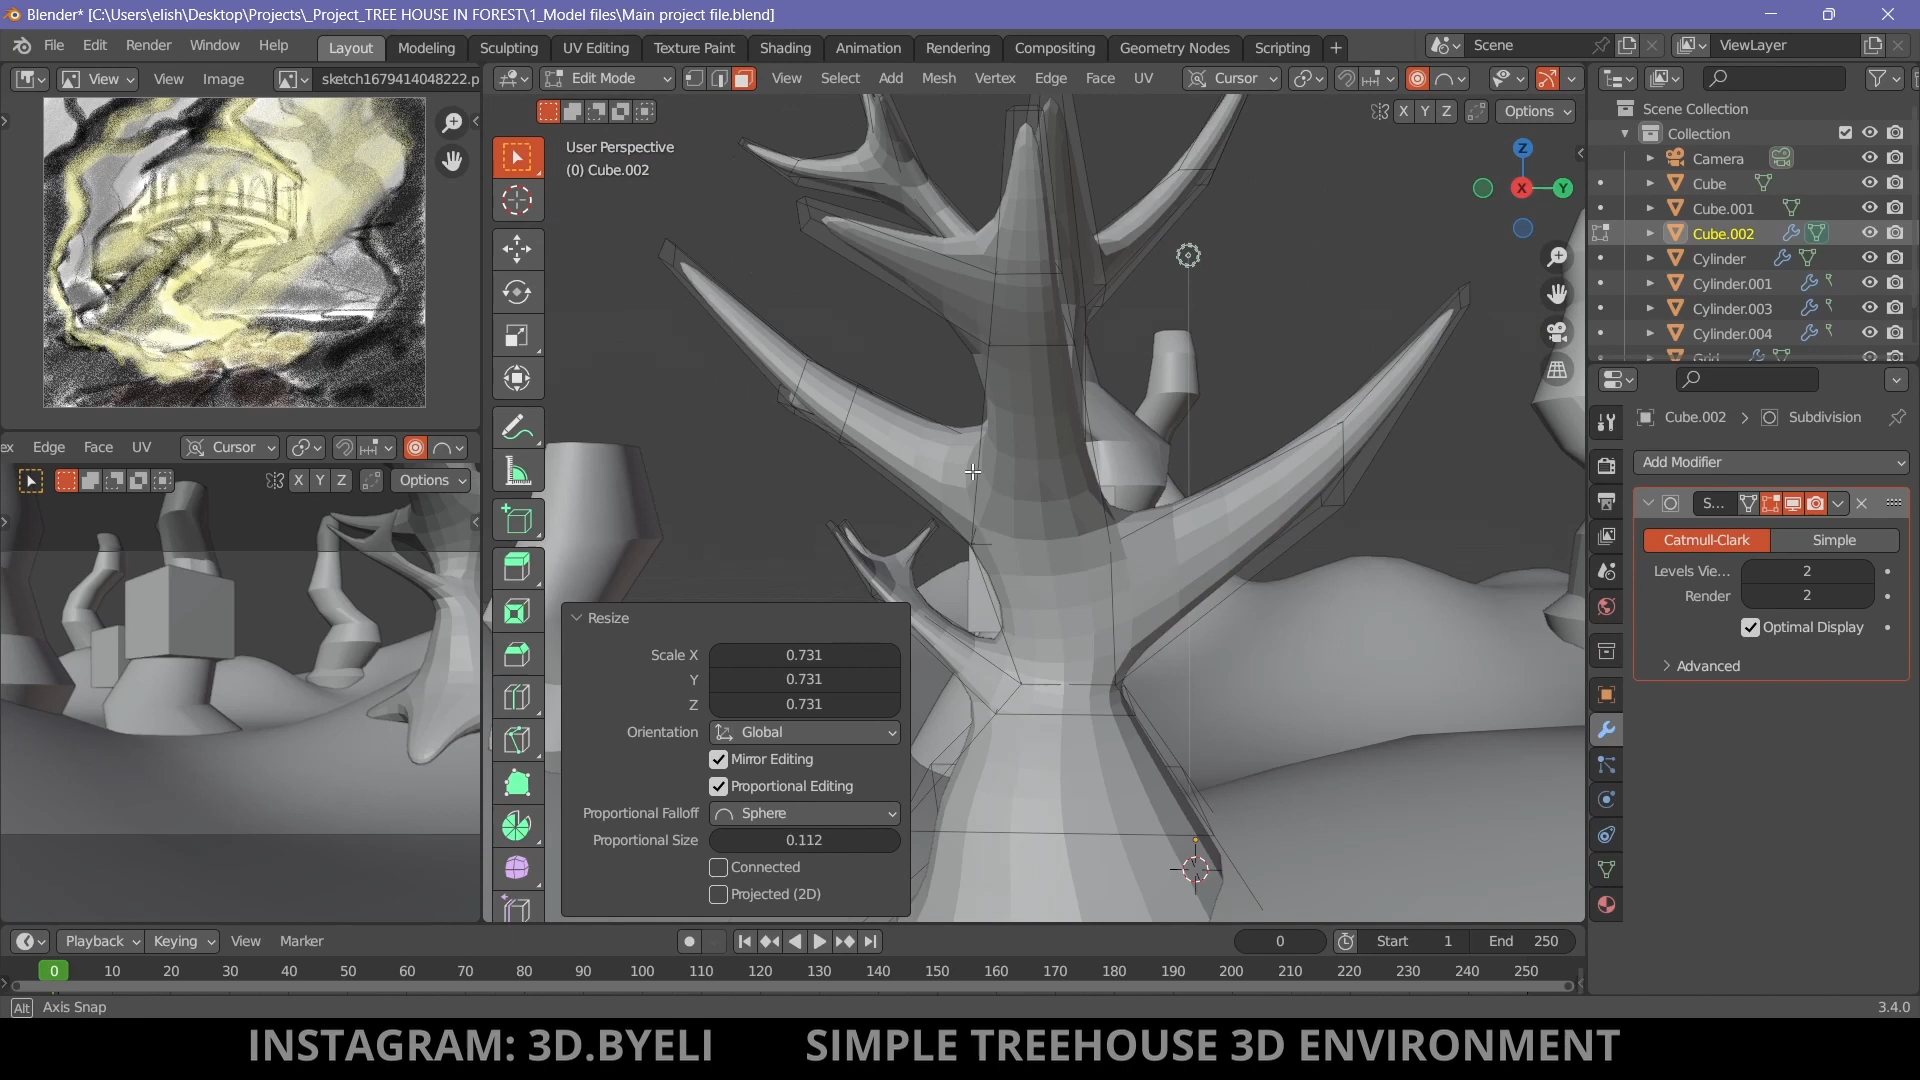 Blender* [C:\Users\elish\Desktop\Projects\_Project_TREE HOUSE IN FOREST\1_Model files\Main project file.blend]
File Edit Render Window Help Layout Modeling Sculpting UV Editing Texture Paint Shading Animation Rendering Compositing Geometry Nodes Scripting + Scene ViewLayer
View View Image sketch1679414048222.p Edit Mode View Select Add Mesh Vertex Edge Face UV Cursor
X Y Z Options
Scene Collection
Collection
Camera
Cube
Cube.001
Cube.002
Cylinder
Cylinder.001
Cylinder.003
Cylinder.004
Grid
User Perspective
(0) Cube.002
Z
X
Y
ex Edge Face UV Cursor
X Y Z Options
Resize
Scale X 0.731
Y 0.731
Z 0.731
Orientation Global
Mirror Editing
Proportional Editing
Proportional Falloff Sphere
Proportional Size 0.112
Connected
Projected (2D)
Cube.002 Subdivision
Add Modifier
S...
Catmull-Clark Simple
Levels Vie... 2
Render 2
Optimal Display
Advanced
Playback Keying View Marker 0 Start 1 End 250
0 10 20 30 40 50 60 70 80 90 100 110 120 130 140 150 160 170 180 190 200 210 220 230 240 250
Alt Axis Snap 3.4.0
INSTAGRAM: 3D.BYELI SIMPLE TREEHOUSE 3D ENVIRONMENT